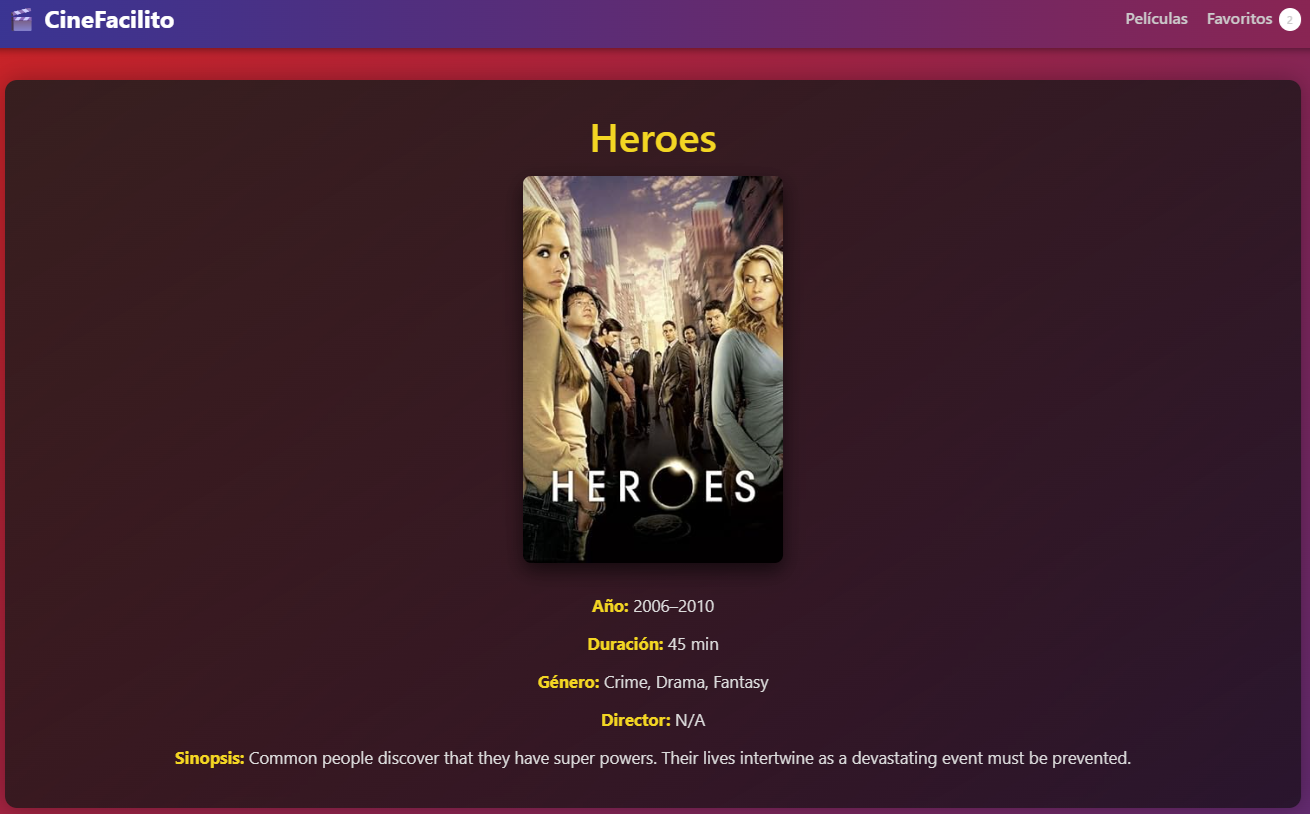 CineFacilito
Películas Favoritos 2
Heroes
HEROES
Año: 2006–2010
Duración: 45 min
Género: Crime, Drama, Fantasy
Director: N/A
Sinopsis: Common people discover that they have super powers. Their lives intertwine as a devastating event must be prevented.